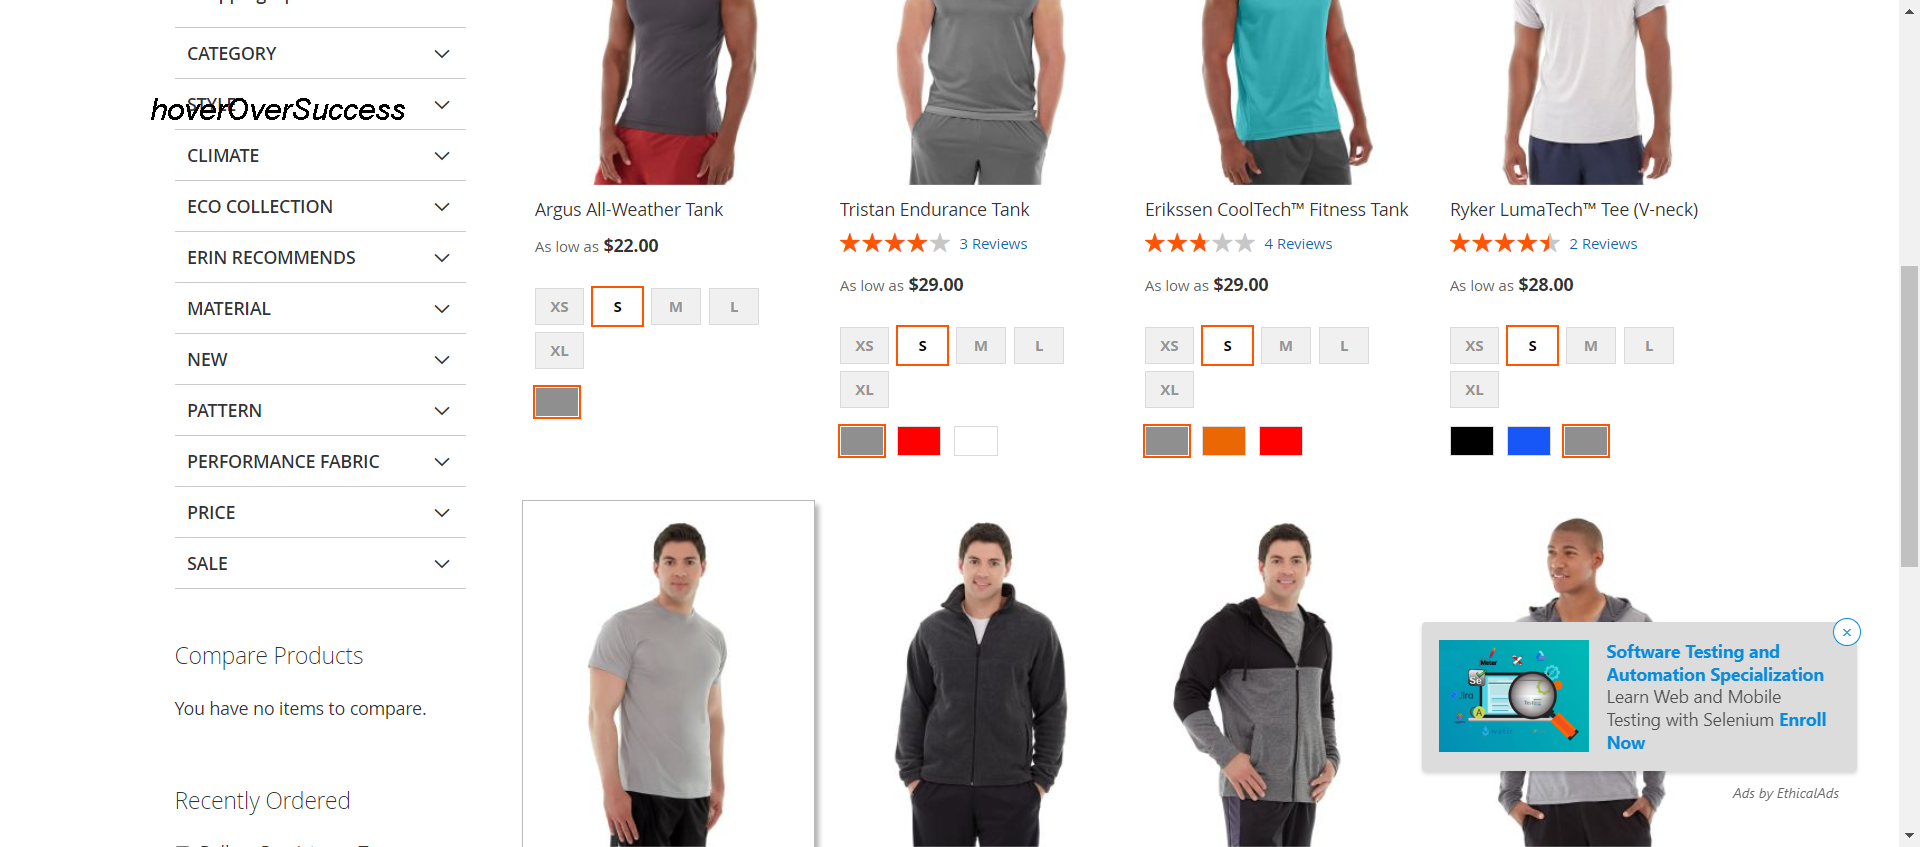 CATEGORY
STYLE
hoverOverSuccess
CLIMATE
ECO COLLECTION
ERIN RECOMMENDS
MATERIAL
NEW
PATTERN
PERFORMANCE FABRIC
PRICE
SALE
Compare Products
You have no items to compare.
Recently Ordered
Argus All-Weather Tank
As low as $22.00
XS S M L
XL
Tristan Endurance Tank
3 Reviews
As low as $29.00
XS S M L
XL
Erikssen CoolTech™ Fitness Tank
4 Reviews
As low as $29.00
XS S M L
XL
Ryker LumaTech™ Tee (V-neck)
2 Reviews
As low as $28.00
XS S M L
XL
Meter
Se
Jira
Software Testing and
Automation Specialization
Learn Web and Mobile
Testing with Selenium Enroll
Now
Ads by EthicalAds